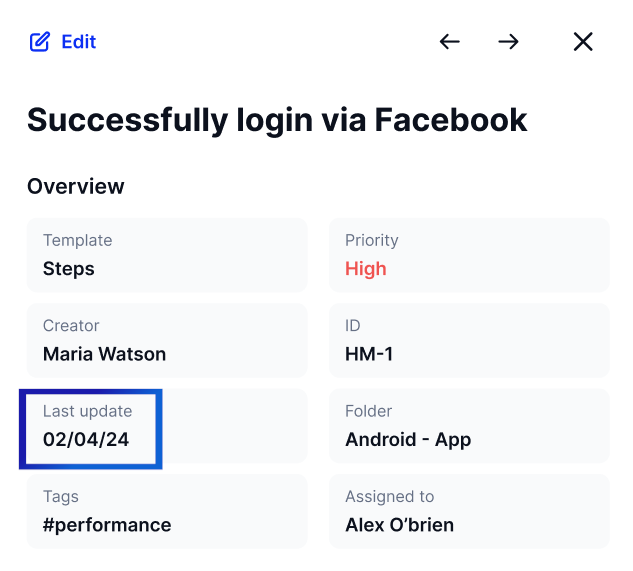 Edit
Successfully login via Facebook
Overview
Template
Steps
Priority
High
Creator
Maria Watson
ID
HM-1
Last update
02/04/24
Folder
Android - App
Tags
#performance
Assigned to
Alex O’brien